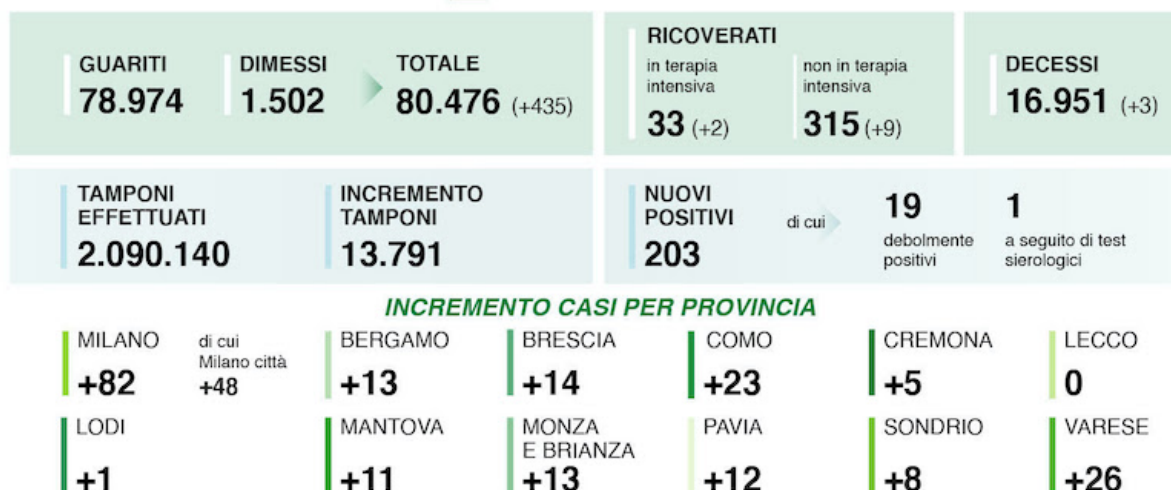 GUARITI
78.974
DIMESSI
1.502
TOTALE
80.476 (+435)
RICOVERATI
in terapia
intensiva
33 (+2)
non in terapia
intensiva
315 (+9)
DECESSI
16.951 (+3)
TAMPONI
EFFETTUATI
2.090.140
INCREMENTO
TAMPONI
13.791
NUOVI
POSITIVI
203
di cui
19
debolmente
positivi
1
a seguito di test
sierologici
INCREMENTO CASI PER PROVINCIA
MILANO
+82
di cui
Milano città
+48
BERGAMO
+13
BRESCIA
+14
COMO
+23
CREMONA
+5
LECCO
0
LODI
+1
MANTOVA
+11
MONZA
E BRIANZA
+13
PAVIA
+12
SONDRIO
+8
VARESE
+26